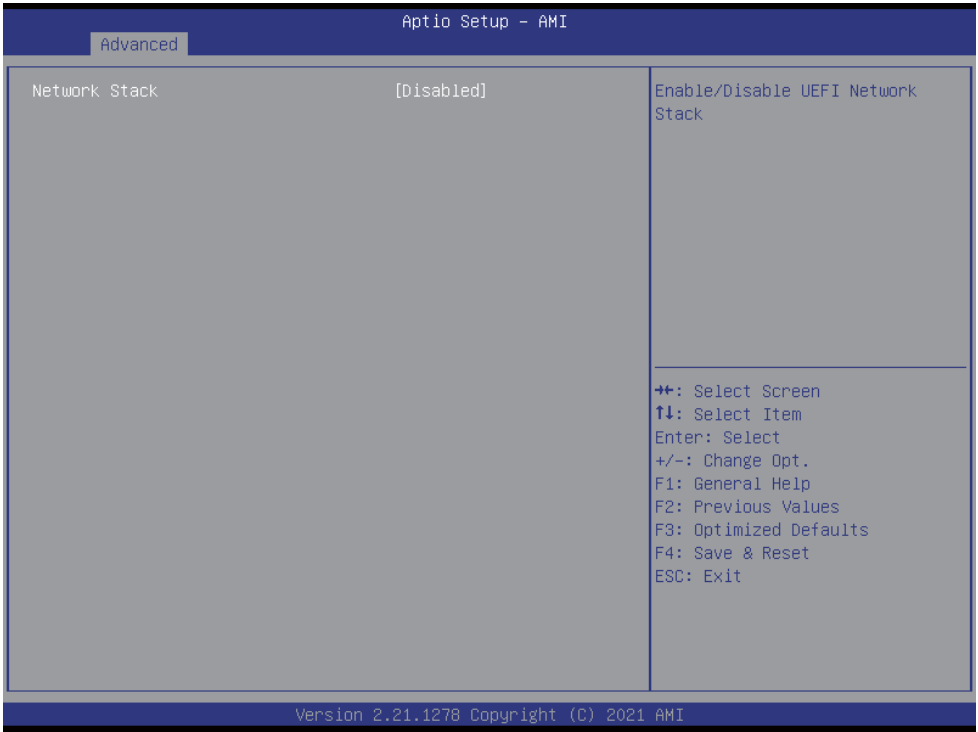 Aptio Setup – AMI
Advanced
Network Stack [Disabled]
Enable/Disable UEFI Network
Stack
→←: Select Screen
↑↓: Select Item
Enter: Select
+/-: Change Opt.
F1: General Help
F2: Previous Values
F3: Optimized Defaults
F4: Save & Reset
ESC: Exit
Version 2.21.1278 Copyright (C) 2021 AMI